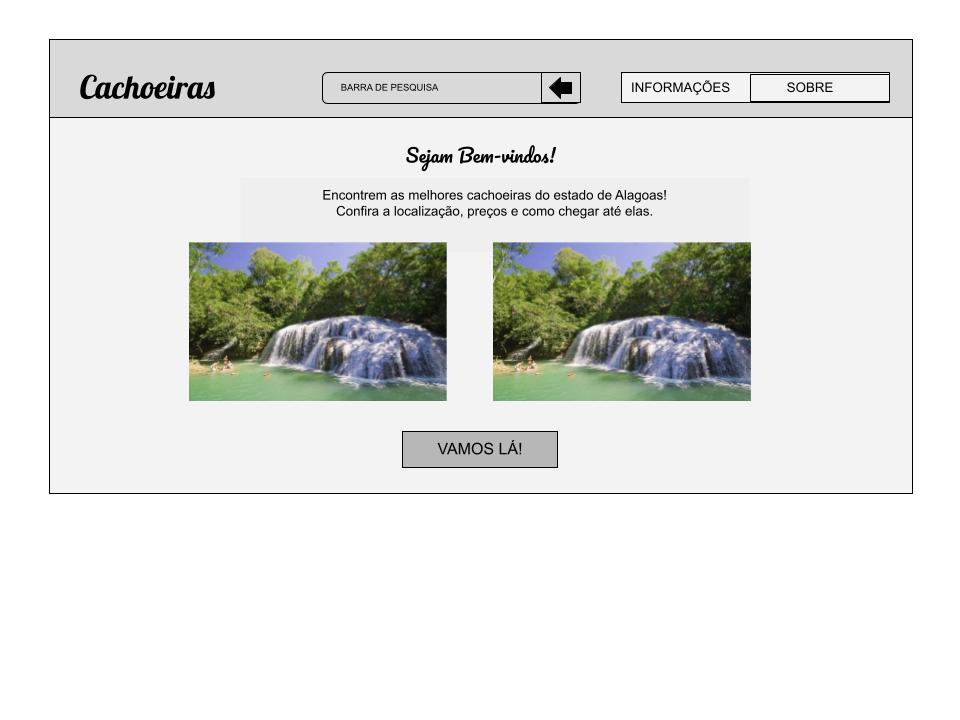 Cachoeiras
BARRA DE PESQUISA
INFORMAÇÕES
SOBRE
Sejam Bem-vindos!
Encontrem as melhores cachoeiras do estado de Alagoas!
Confira a localização, preços e como chegar até elas.
VAMOS LÁ!